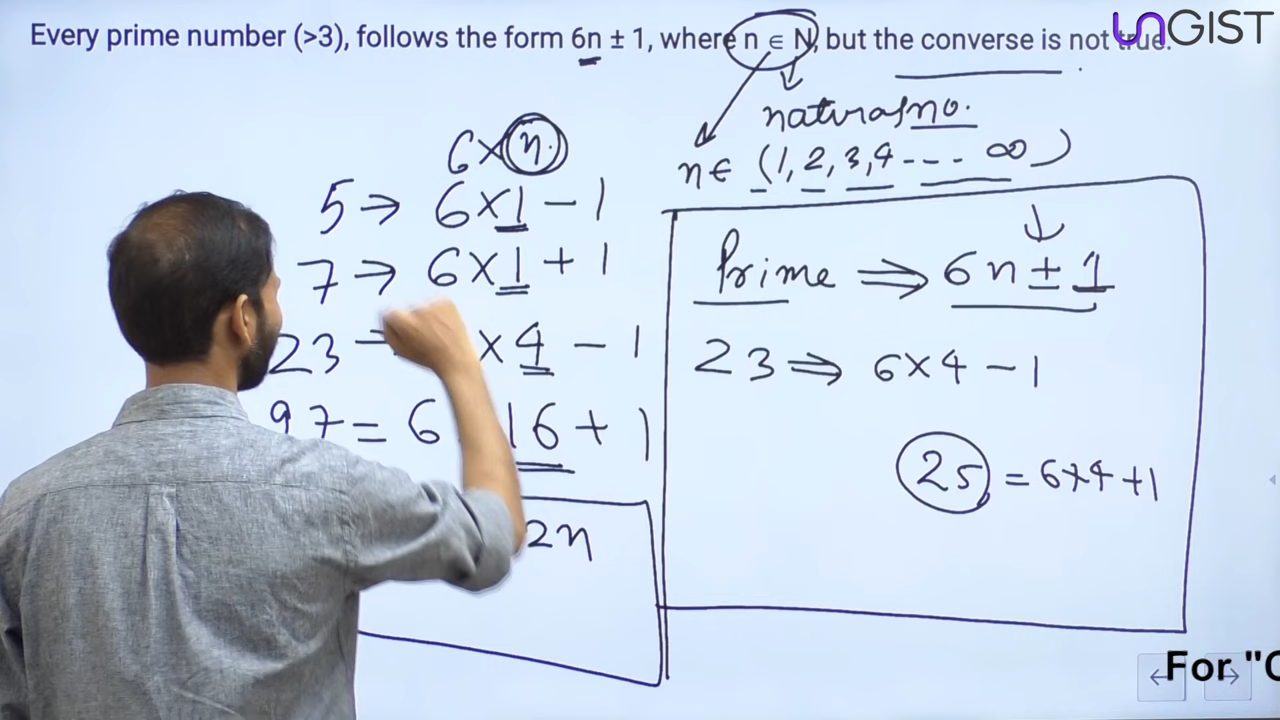 Every prime number (>3), follows the form 6n ± 1, where n ∈ N, but the converse is not true.
UNGIST
natural no.
6×n.
n ∈ (1, 2, 3, 4 ---- ∞)
5 → 6×1 − 1
7 → 6×1 + 1
23 → × 4 − 1
97 = 6 16 + 1
2n
Prime ⟹ 6n ± 1
23 ⟹ 6×4 − 1
25 = 6×4 + 1
For "C